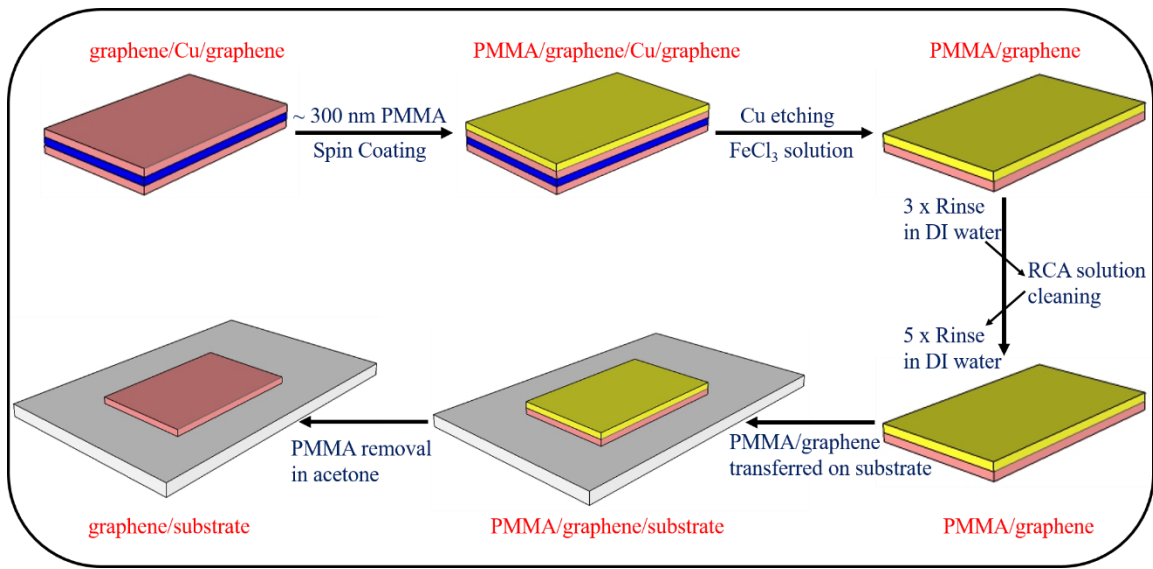 graphene/Cu/graphene
PMMA/graphene/Cu/graphene
PMMA/graphene
~ 300 nm PMMA
Spin Coating
Cu etching
FeCl₃ solution
3 x Rinse
in DI water
RCA solution
cleaning
5 x Rinse
in DI water
PMMA/graphene
transferred on substrate
PMMA removal
in acetone
graphene/substrate
PMMA/graphene/substrate
PMMA/graphene